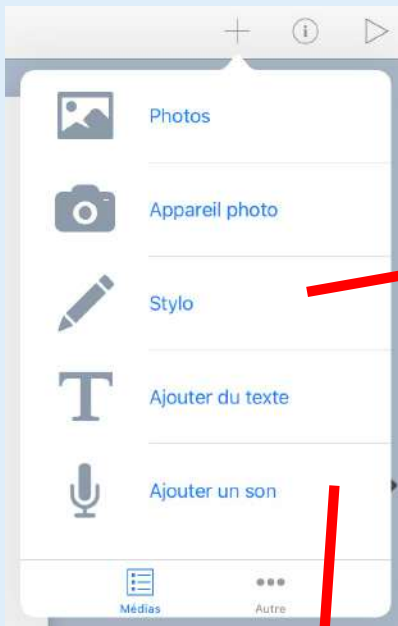 Photos
Appareil photo
Stylo
Ajouter du texte
Ajouter un son
Médias
Autre